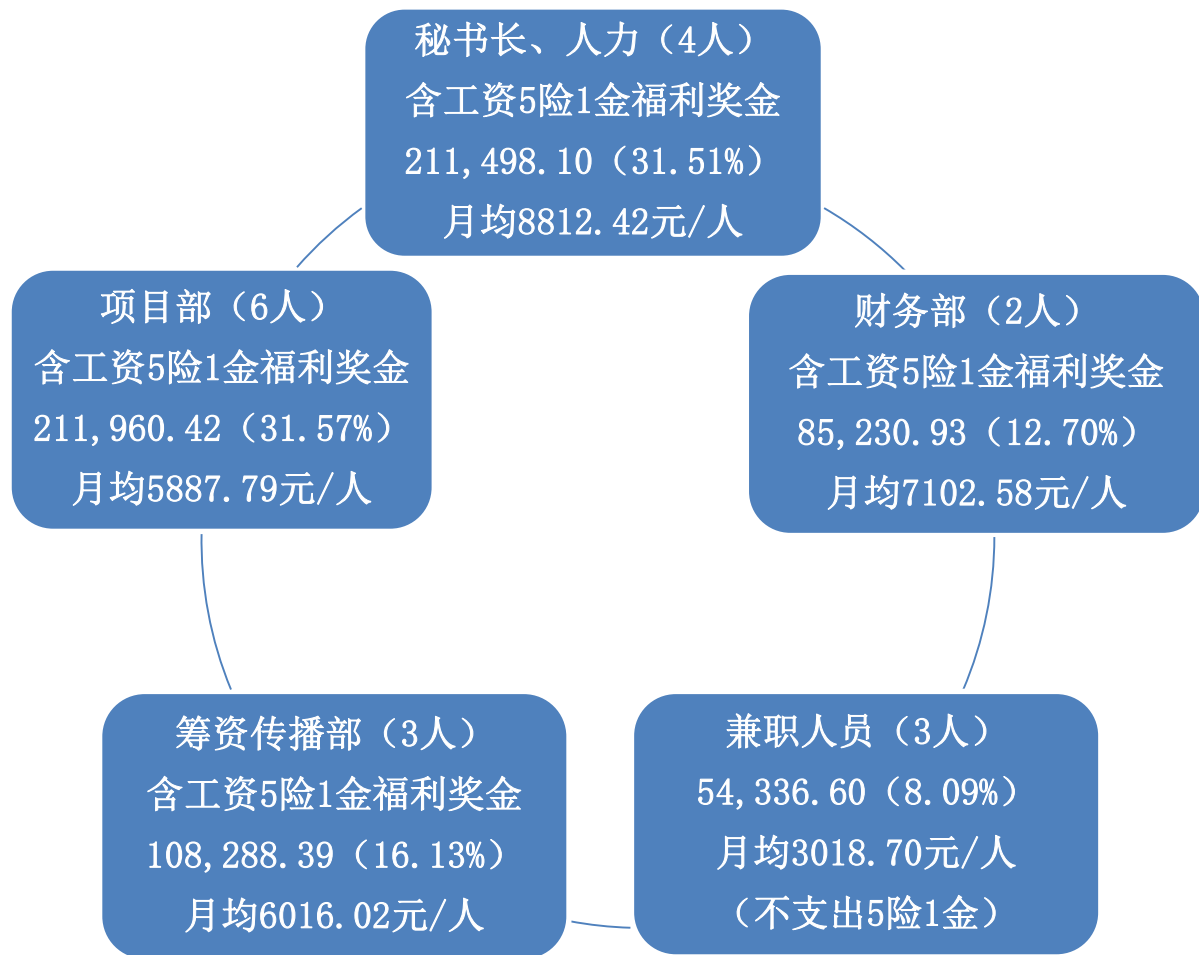 秘书长、人力（4人）
含工资5险1金福利奖金
211,498.10（31.51%）
月均8812.42元/人
项目部（6人）
含工资5险1金福利奖金
211,960.42（31.57%）
月均5887.79元/人
财务部（2人）
含工资5险1金福利奖金
85,230.93（12.70%）
月均7102.58元/人
筹资传播部（3人）
含工资5险1金福利奖金
108,288.39（16.13%）
月均6016.02元/人
兼职人员（3人）
54,336.60（8.09%）
月均3018.70元/人
（不支出5险1金）